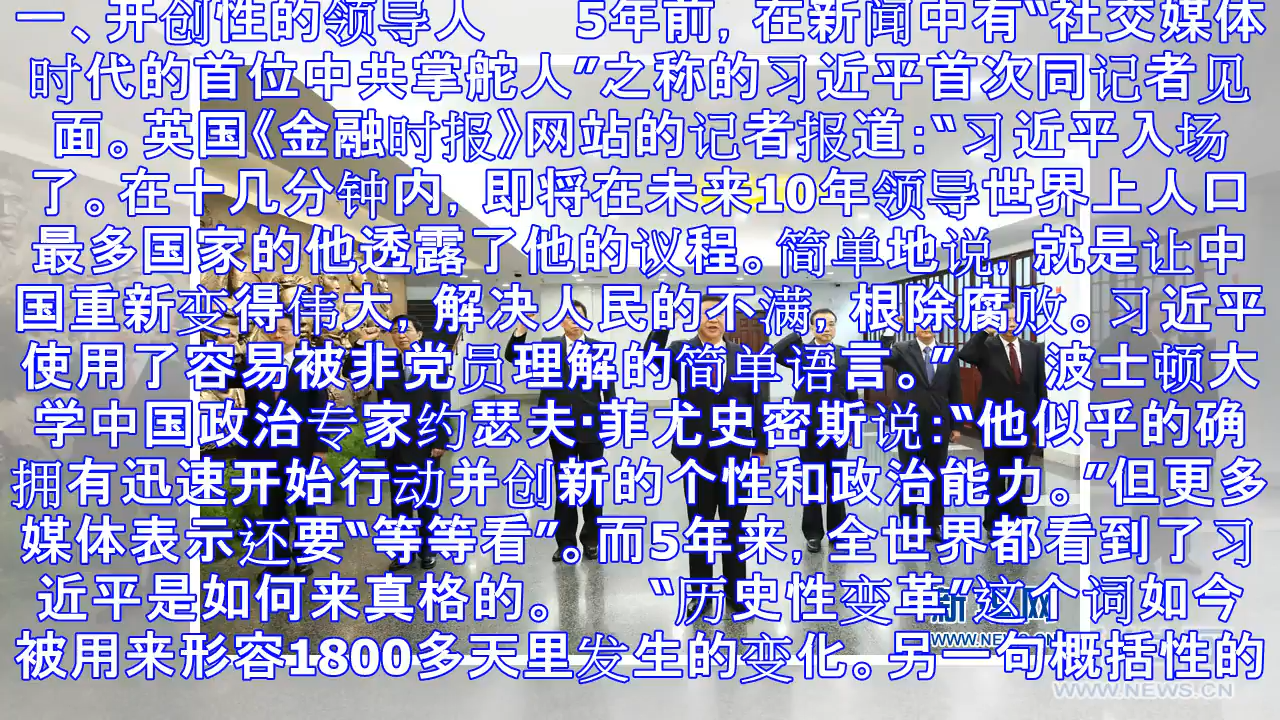 一、开创性的领导人　　5年前, 在新闻中有“社交媒体
时代的首位中共掌舵人”之称的习近平首次同记者见
面。英国《金融时报》网站的记者报道：“习近平入场
了。在十几分钟内, 即将在未来10年领导世界上人口
最多国家的他透露了他的议程。简单地说, 就是让中
国重新变得伟大, 解决人民的不满, 根除腐败。习近平
使用了容易被非党员理解的简单语言。”　　波士顿大
学中国政治专家约瑟夫·菲尤史密斯说：“他似乎的确
拥有迅速开始行动并创新的个性和政治能力。”但更多
媒体表示还要“等等看”。而5年来, 全世界都看到了习
近平是如何来真格的。　　“历史性变革”这个词如今
被用来形容1800多天里发生的变化。另一句概括性的
新 网
WWW.NEWS.
WWW.NEWS.CN